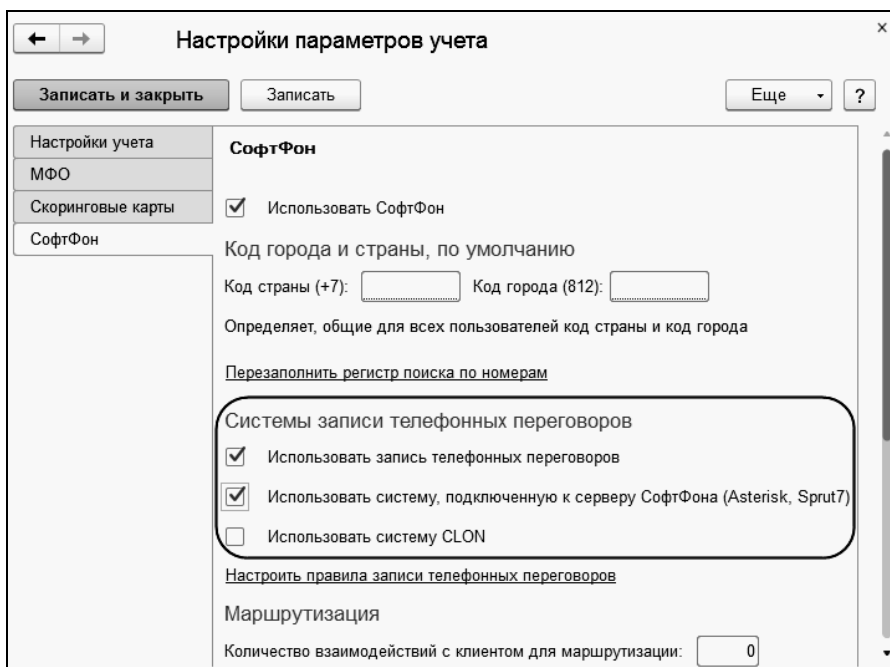 Настройки параметров учета
Записать и закрыть Записать Еще ?
Настройки учета
МФО
Скоринговые карты
СофтФон
СофтФон
Использовать СофтФон
Код города и страны, по умолчанию
Код страны (+7): Код города (812):
Определяет, общие для всех пользователей код страны и код города
Перезаполнить регистр поиска по номерам
Системы записи телефонных переговоров
Использовать запись телефонных переговоров
Использовать систему, подключенную к серверу СофтФона (Asterisk, Sprut7)
Использовать систему CLON
Настроить правила записи телефонных переговоров
Маршрутизация
Количество взаимодействий с клиентом для маршрутизации: 0